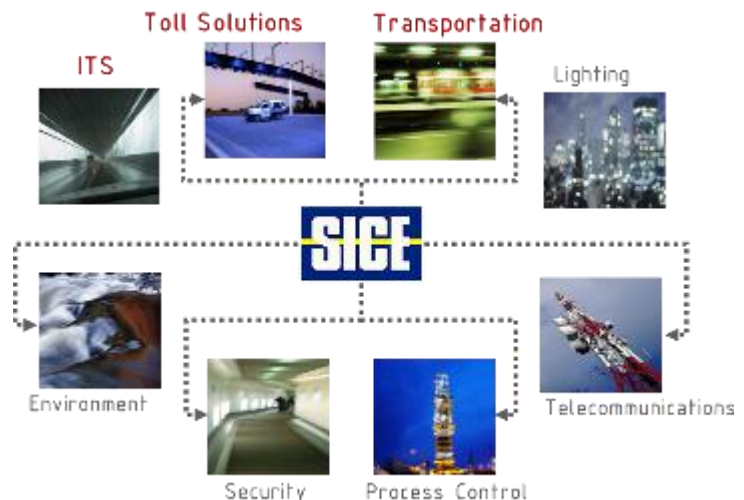 Toll Solutions
Transportation
ITS
Lighting
SICE
Environment
Telecommunications
Security
Process Control